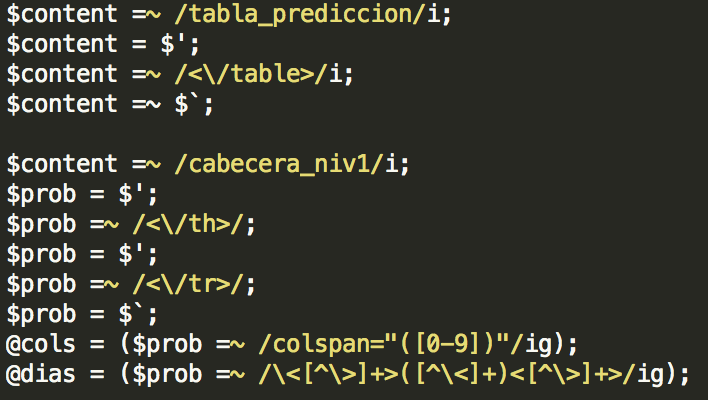 $content =~ /tabla_prediccion/i;
$content = $';
$content =~ /<\/table>/i;
$content =~ $`;

$content =~ /cabecera_niv1/i;
$prob = $';
$prob =~ /<\/th>/;
$prob = $';
$prob =~ /<\/tr>/;
$prob = $`;
@cols = ($prob =~ /colspan="([0-9])"/ig);
@dias = ($prob =~ /\<[^\>]+>([^\<]+)<[^\>]+>/ig);